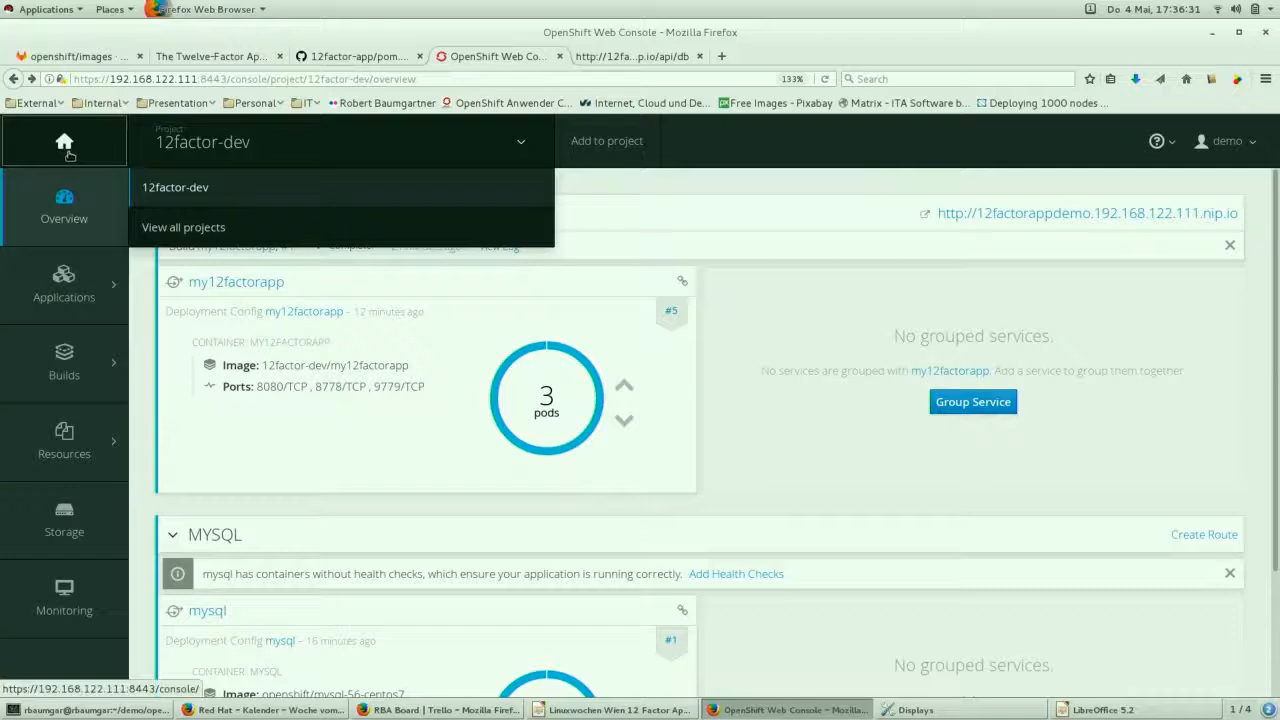 Applications Places Firefox Web Browser Do 4 Mai, 17:36:31
OpenShift Web Console - Mozilla Firefox
openshift/images · ... The Twelve-Factor Ap... 12factor-app/pom.... OpenShift Web Co... http://12fa...p.io/api/db
https://192.168.122.111:8443/console/project/12factor-dev/overview 133% Search
External Internal Presentation Personal IT Robert Baumgartner OpenShift Anwender C... Internet, Cloud und De... Free Images - Pixabay Matrix - ITA Software b... Deploying 1000 nodes ...
Project
12factor-dev
Add to project
demo
12factor-dev
View all projects
Overview
http://12factorappdemo.192.168.122.111.nip.io
my12factorapp
Deployment Config my12factorapp – 12 minutes ago
#5
CONTAINER: MY12FACTORAPP
Image: 12factor-dev/my12factorapp
Ports: 8080/TCP , 8778/TCP , 9779/TCP
3
pods
No grouped services.
No services are grouped with my12factorapp. Add a service to group them together
Group Service
Applications
Builds
Resources
Storage
Monitoring
MYSQL
Create Route
mysql has containers without health checks, which ensure your application is running correctly. Add Health Checks
mysql
Deployment Config mysql – 16 minutes ago
#1
CONTAINER: MYSQL
Image: openshift/mysql-56-centos7
No grouped services.
https://192.168.122.111:8443/console/
rbaumgar@rbaumgar:~/demo/ope... Red Hat – Kalender – Woche vom... RBA Board | Trello – Mozilla Firef... Linuxwochen Wien 12 Factor Ap... OpenShift Web Console – Mozilla... Displays LibreOffice 5.2 1 / 4